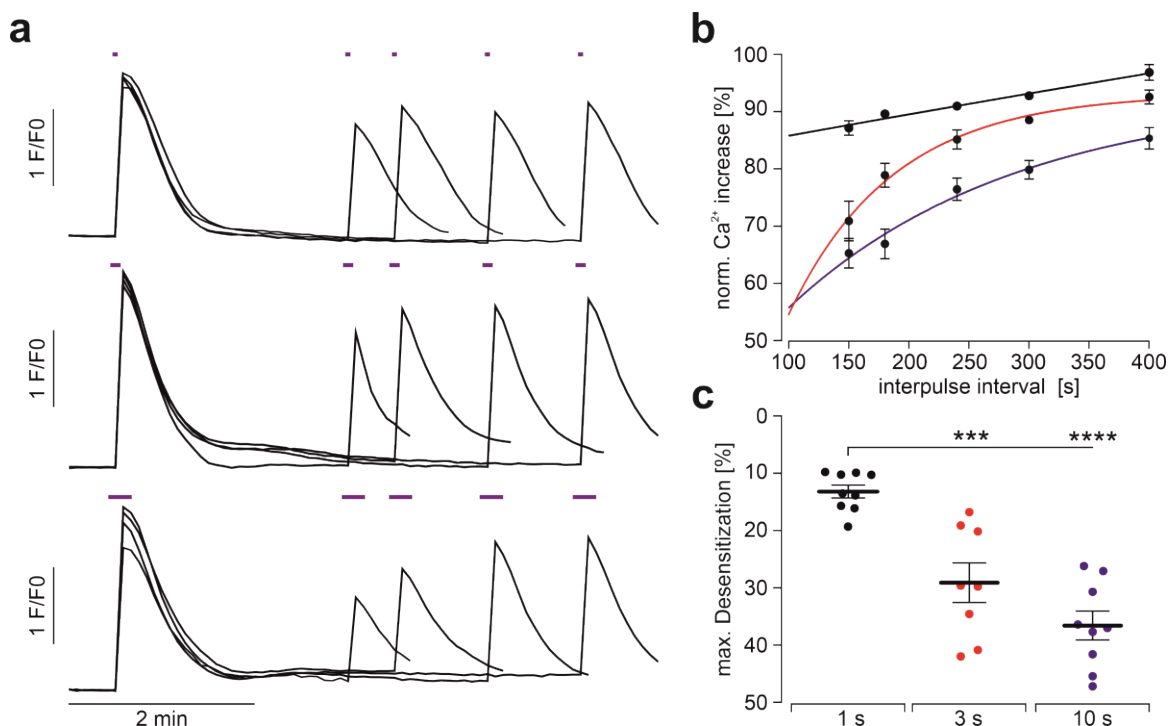 a
1 F/F0
1 F/F0
1 F/F0
2 min
b
norm. Ca²⁺ increase [%]
100
90
80
70
60
50
100 150 200 250 300 350 400
interpulse interval [s]
c
max. Desensitization [%]
0
10
20
30
40
50
*** ****
1 s 3 s 10 s